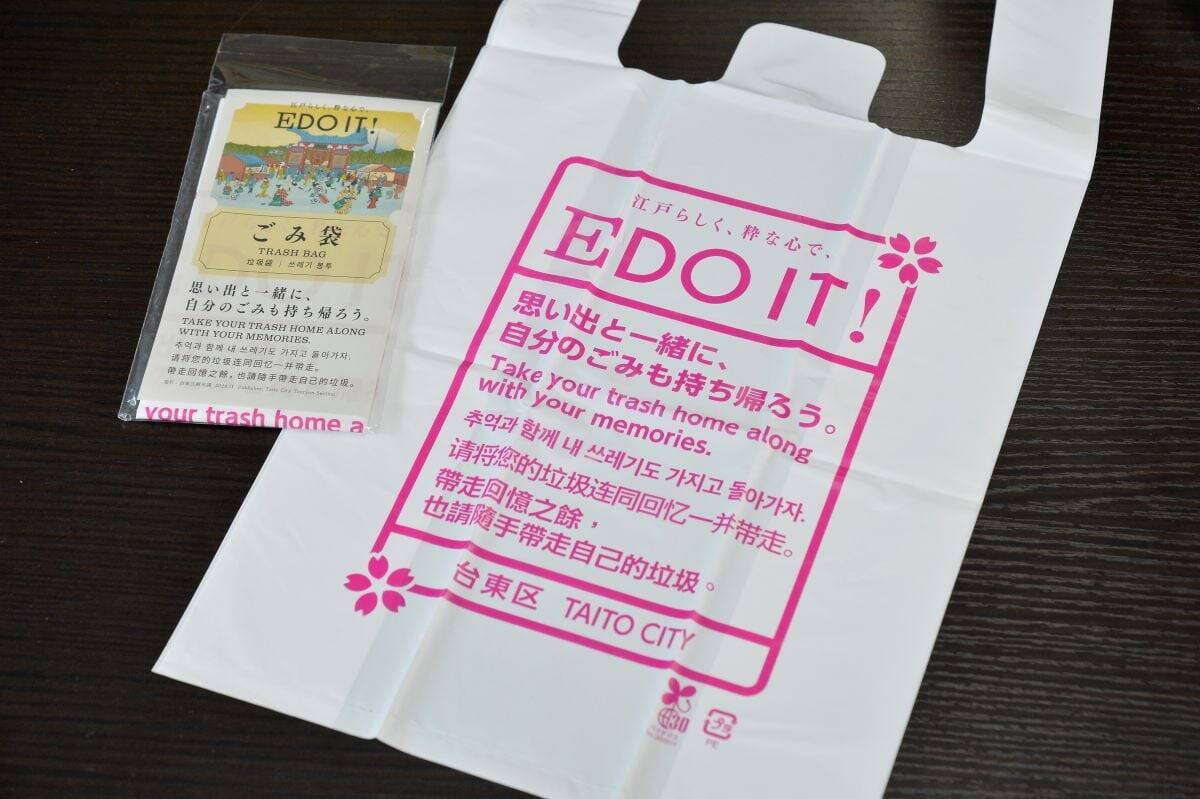 江戸らしく、粋な心で、
EDO IT!
ごみ袋
TRASH BAG
垃圾袋 | 쓰레기 봉투
思い出と一緒に、
自分のごみも持ち帰ろう。
TAKE YOUR TRASH HOME ALONG
WITH YOUR MEMORIES.
추억과 함께 내 쓰레기도 가지고 돌아가자.
请将您的垃圾连同回忆一并带走。
帶走回憶之餘，也請隨手帶走自己的垃圾。
your trash home a
江戸らしく、粋な心で、
EDO IT!
思い出と一緒に、
自分のごみも持ち帰ろう。
Take your trash home along
with your memories.
추억과 함께 내 쓰레기도 가지고 돌아가자.
请将您的垃圾连同回忆一并带走。
帶走回憶之餘，
也請隨手帶走自己的垃圾。
台東区 TAITO CITY
30
プラ
PE